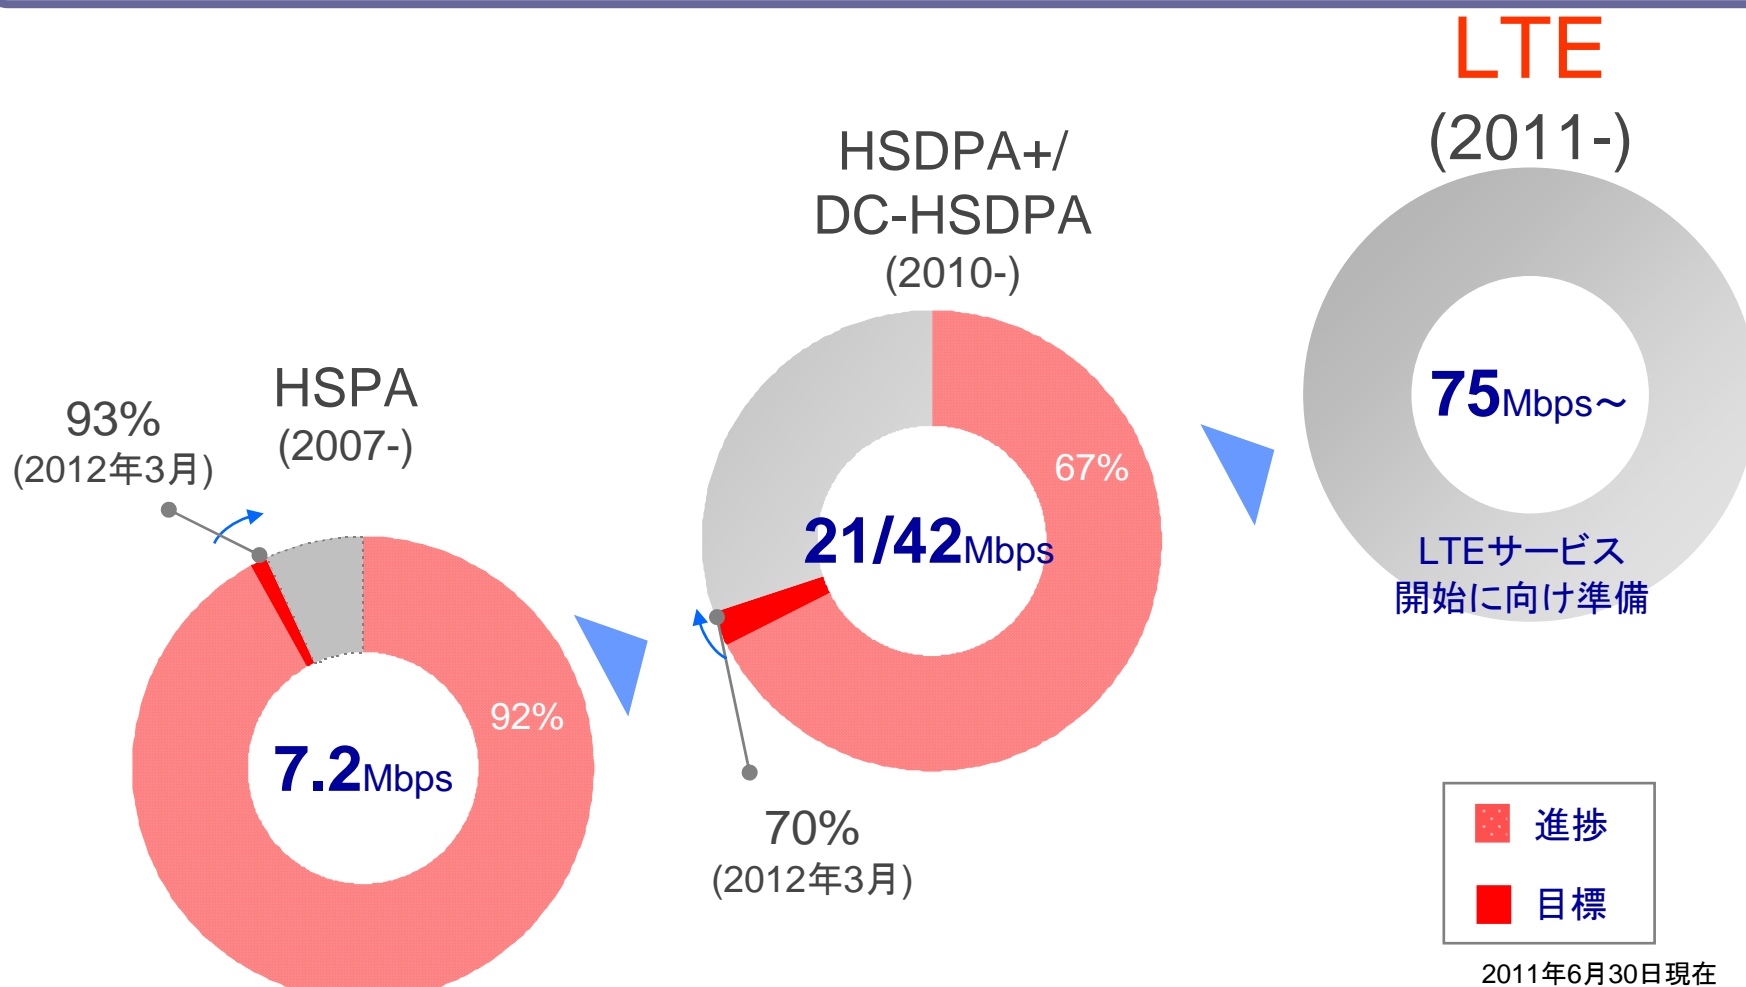 LTE
(2011-)
75Mbps～
LTEサービス
開始に向け準備
HSDPA+/
DC-HSDPA
(2010-)
67%
21/42Mbps
70%
(2012年3月)
HSPA
(2007-)
93%
(2012年3月)
92%
7.2Mbps
進捗
目標
2011年6月30日現在